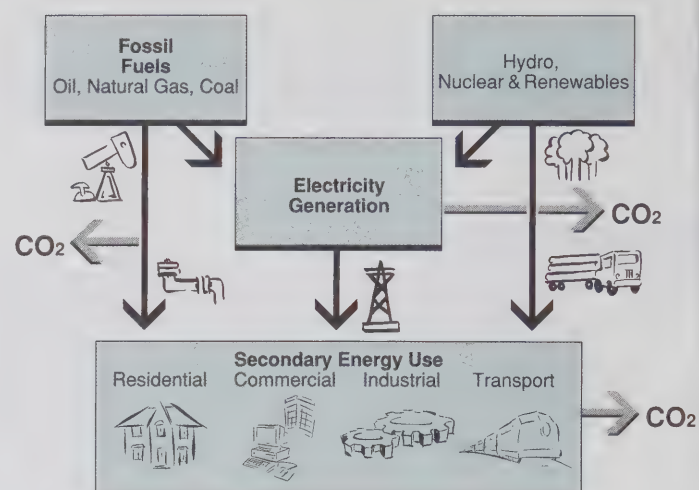 Fossil
Fuels
Oil, Natural Gas, Coal
Hydro,
Nuclear & Renewables
Electricity
Generation
CO₂
CO₂
Secondary Energy Use
Residential Commercial Industrial Transport
CO₂